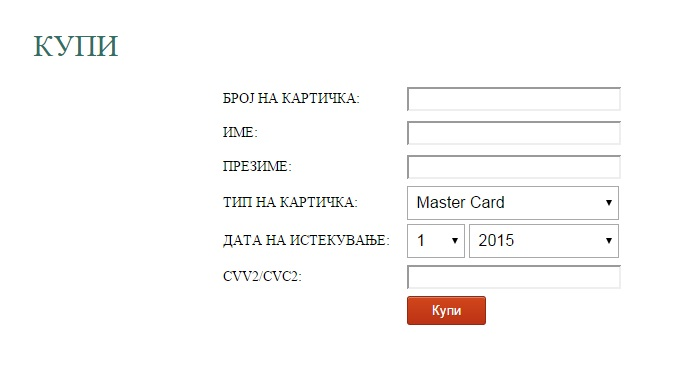 КУПИ
БРОЈ НА КАРТИЧКА:
ИМЕ:
ПРЕЗИМЕ:
ТИП НА КАРТИЧКА: Master Card
ДАТА НА ИСТЕКУВАЊЕ: 1 2015
CVV2/CVC2:
Купи